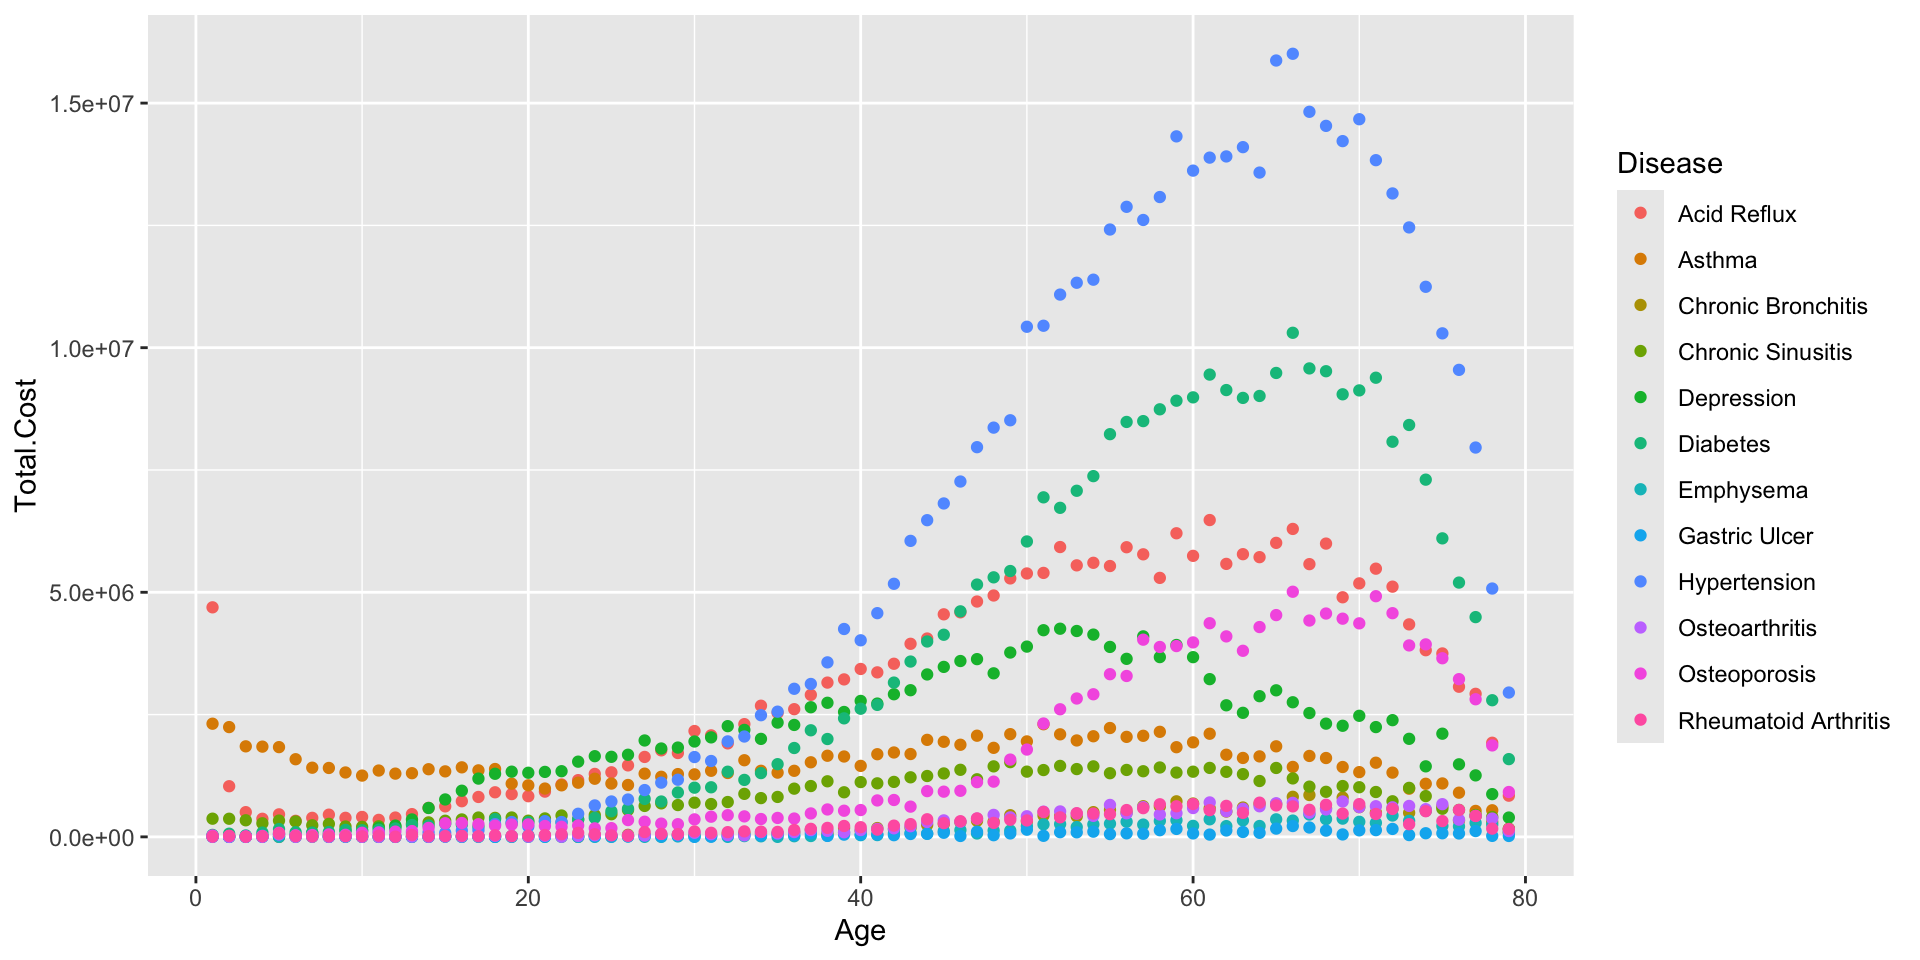 1.5e+07
1.0e+07
5.0e+06
0.0e+00
Total.Cost
0
20
40
60
80
Age
Disease
Acid Reflux
Asthma
Chronic Bronchitis
Chronic Sinusitis
Depression
Diabetes
Emphysema
Gastric Ulcer
Hypertension
Osteoarthritis
Osteoporosis
Rheumatoid Arthritis